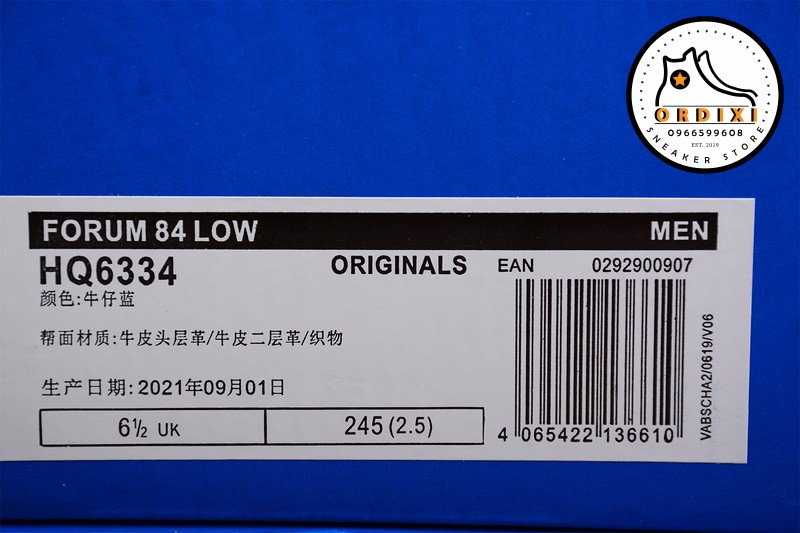 ORDIXI
0966599608
EST. 2019
SNEAKER STORE
FORUM 84 LOW MEN
HQ6334 ORIGINALS EAN 0292900907
颜色:牛仔蓝
帮面材质:牛皮头层革/牛皮二层革/织物
生产日期:2021年09月01日
6½ UK 245(2.5)
4 065422 136610
VABSCHA2/0619/V06